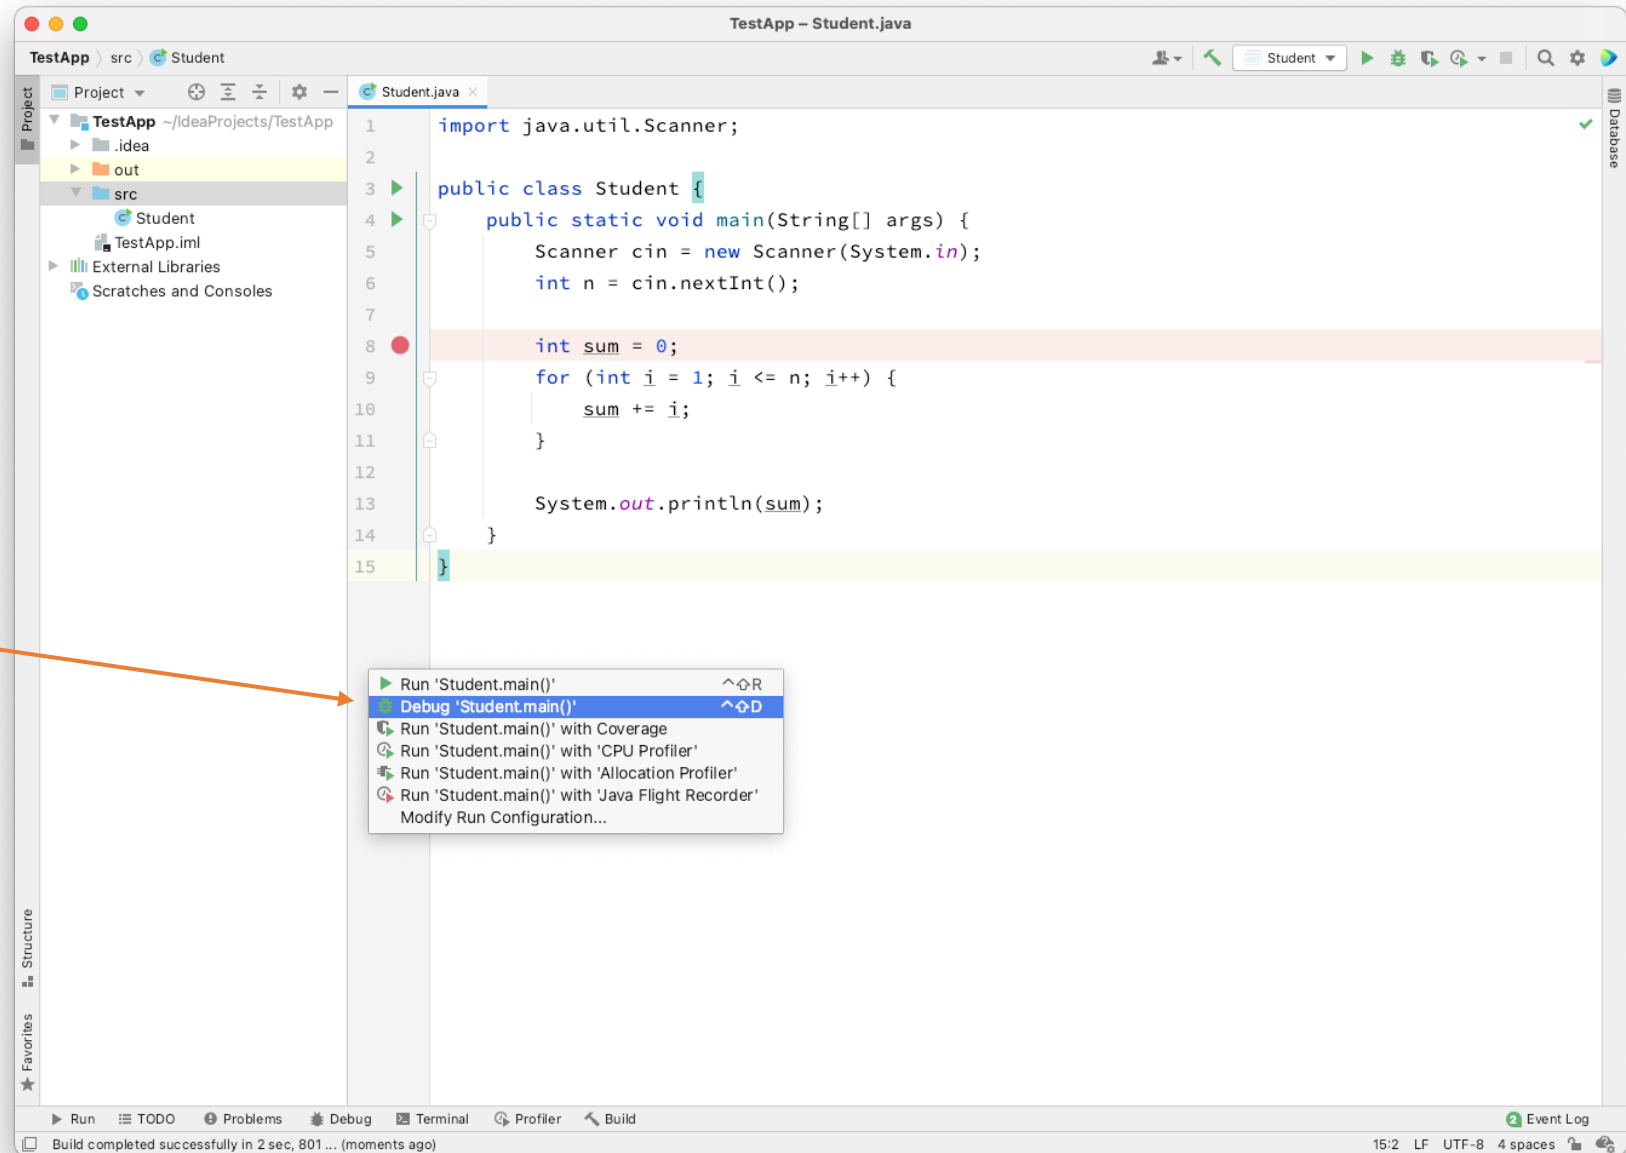 TestApp – Student.java
TestApp src Student
Student
Project
Project
Student.java
Database
TestApp ~/IdeaProjects/TestApp
.idea
out
src
Student
TestApp.iml
External Libraries
Scratches and Consoles
1 import java.util.Scanner;
2
3 public class Student {
4 public static void main(String[] args) {
5 Scanner cin = new Scanner(System.in);
6 int n = cin.nextInt();
7
8 int sum = 0;
9 for (int i = 1; i <= n; i++) {
10 sum += i;
11 }
12
13 System.out.println(sum);
14 }
15 }
Run 'Student.main()' ^⇧R
Debug 'Student.main()' ^⇧D
Run 'Student.main()' with Coverage
Run 'Student.main()' with 'CPU Profiler'
Run 'Student.main()' with 'Allocation Profiler'
Run 'Student.main()' with 'Java Flight Recorder'
Modify Run Configuration...
Structure
Favorites
Run TODO Problems Debug Terminal Profiler Build 2 Event Log
Build completed successfully in 2 sec, 801 ... (moments ago) 15:2 LF UTF-8 4 spaces